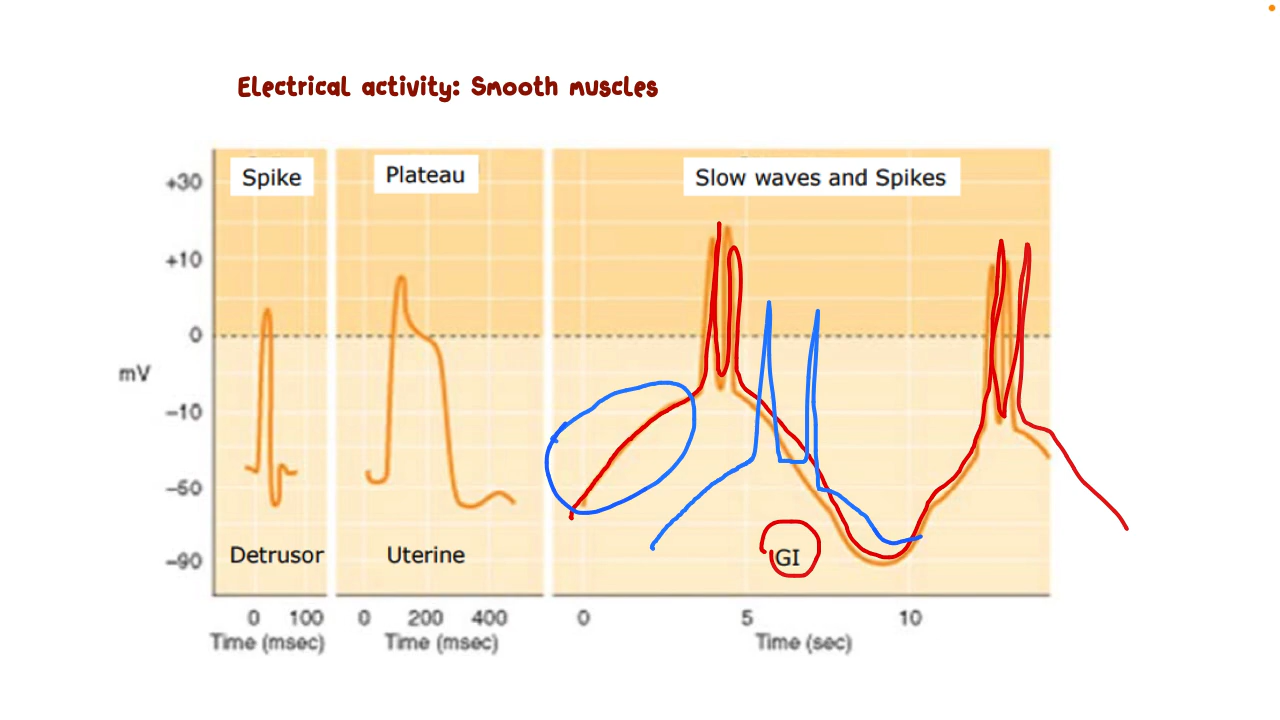 Electrical activity: Smooth muscles
Spike
Plateau
Slow waves and Spikes
+30
+10
0
mV
−10
−50
−90
Detrusor
Uterine
GI
0 100
0 200 400
0 5 10
Time (msec)
Time (msec)
Time (sec)